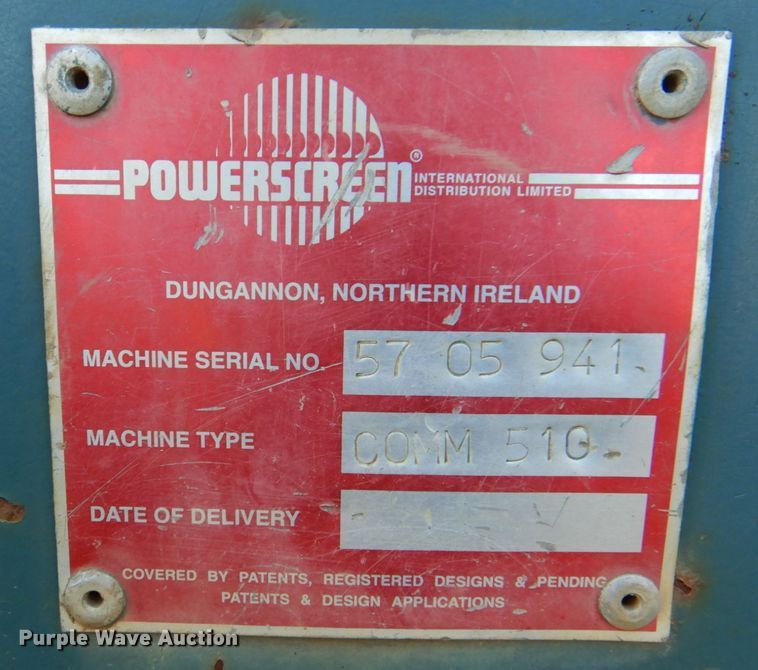 POWERSCREEN® INTERNATIONAL
DISTRIBUTION LIMITED
DUNGANNON, NORTHERN IRELAND
MACHINE SERIAL NO. 57 05 941
MACHINE TYPE COMM 510
DATE OF DELIVERY
COVERED BY PATENTS, REGISTERED DESIGNS & PENDING
PATENTS & DESIGN APPLICATIONS
Purple Wave Auction